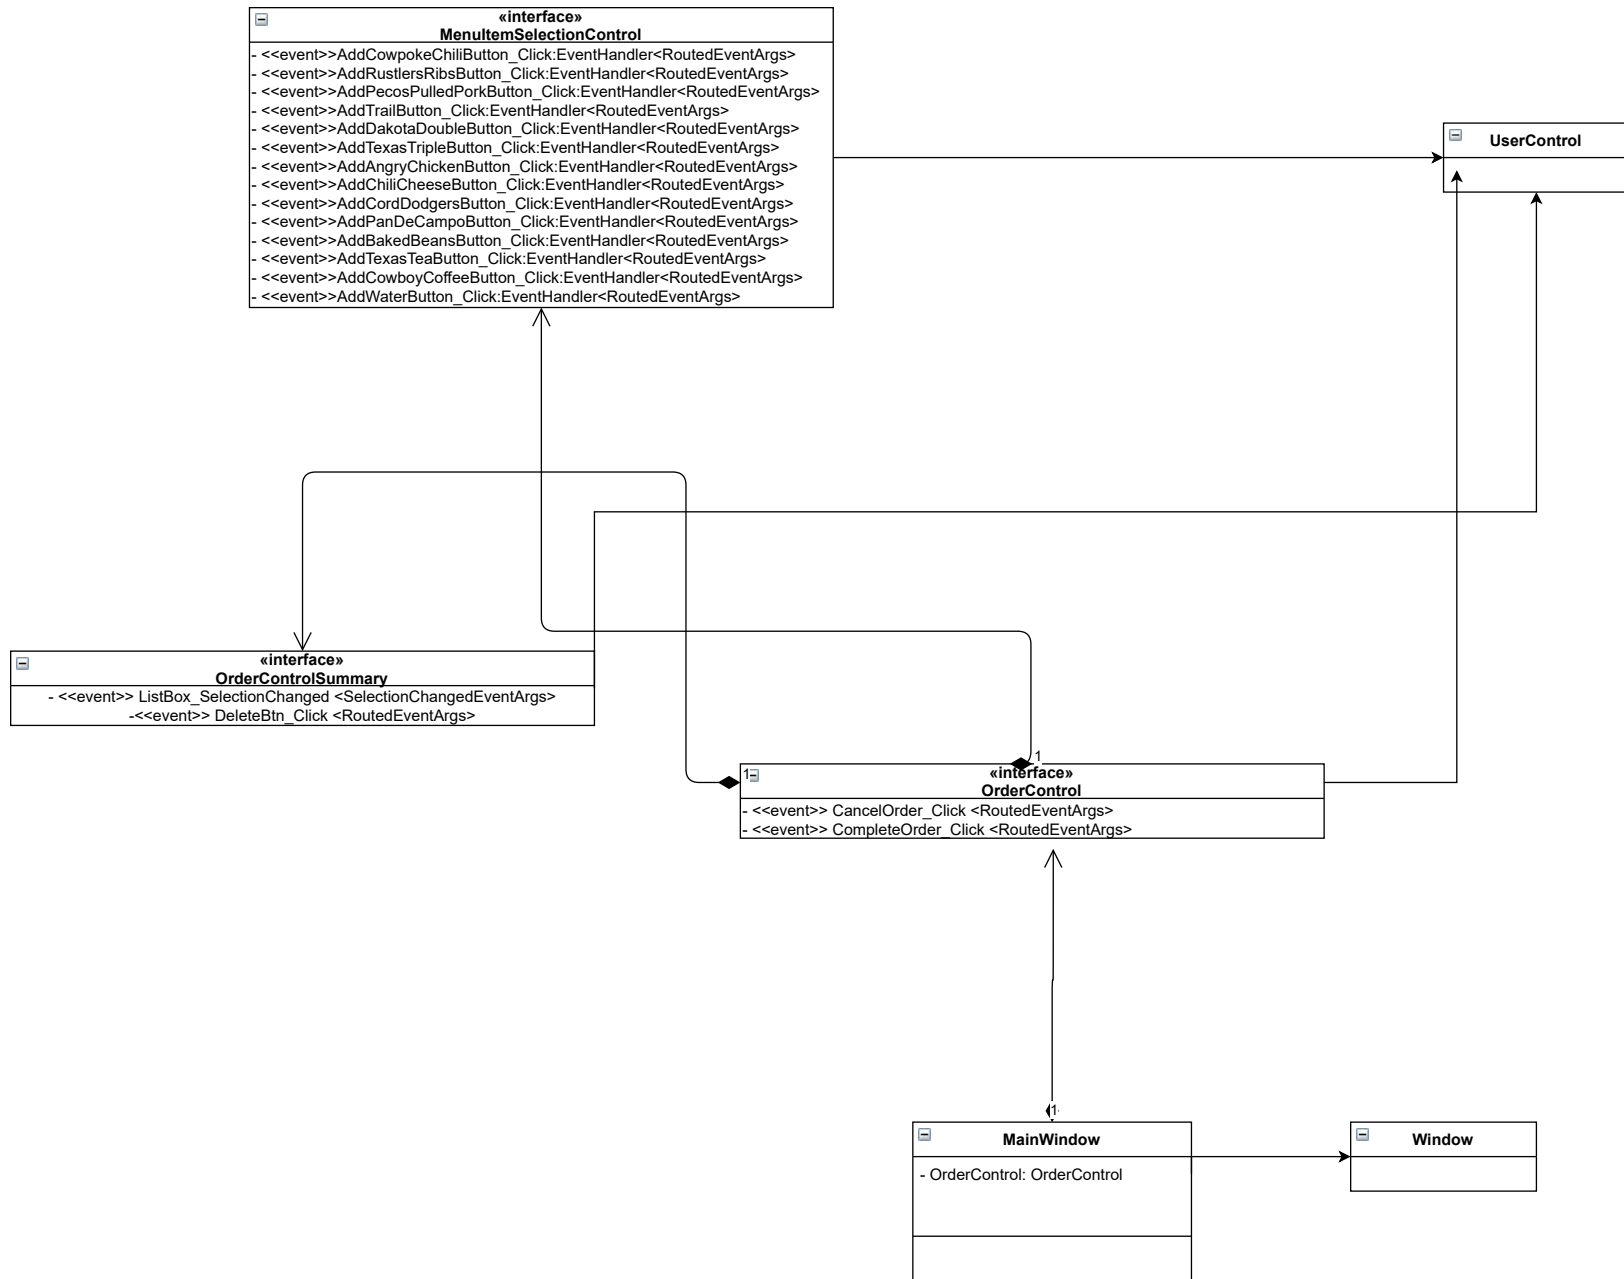 «interface»
MenuItemSelectionControl
- <<event>>AddCowpokeChiliButton_Click:EventHandler<RoutedEventArgs>
- <<event>>AddRustlersRibsButton_Click:EventHandler<RoutedEventArgs>
- <<event>>AddPecosPulledPorkButton_Click:EventHandler<RoutedEventArgs>
- <<event>>AddTrailButton_Click:EventHandler<RoutedEventArgs>
- <<event>>AddDakotaDoubleButton_Click:EventHandler<RoutedEventArgs>
- <<event>>AddTexasTripleButton_Click:EventHandler<RoutedEventArgs>
- <<event>>AddAngryChickenButton_Click:EventHandler<RoutedEventArgs>
- <<event>>AddChiliCheeseButton_Click:EventHandler<RoutedEventArgs>
- <<event>>AddCordDodgersButton_Click:EventHandler<RoutedEventArgs>
- <<event>>AddPanDeCampoButton_Click:EventHandler<RoutedEventArgs>
- <<event>>AddBakedBeansButton_Click:EventHandler<RoutedEventArgs>
- <<event>>AddTexasTeaButton_Click:EventHandler<RoutedEventArgs>
- <<event>>AddCowboyCoffeeButton_Click:EventHandler<RoutedEventArgs>
- <<event>>AddWaterButton_Click:EventHandler<RoutedEventArgs>
UserControl
«interface»
OrderControlSummary
- <<event>> ListBox_SelectionChanged <SelectionChangedEventArgs>
-<<event>> DeleteBtn_Click <RoutedEventArgs>
1
1
«interface»
OrderControl
- <<event>> CancelOrder_Click <RoutedEventArgs>
- <<event>> CompleteOrder_Click <RoutedEventArgs>
1
MainWindow
- OrderControl: OrderControl
Window